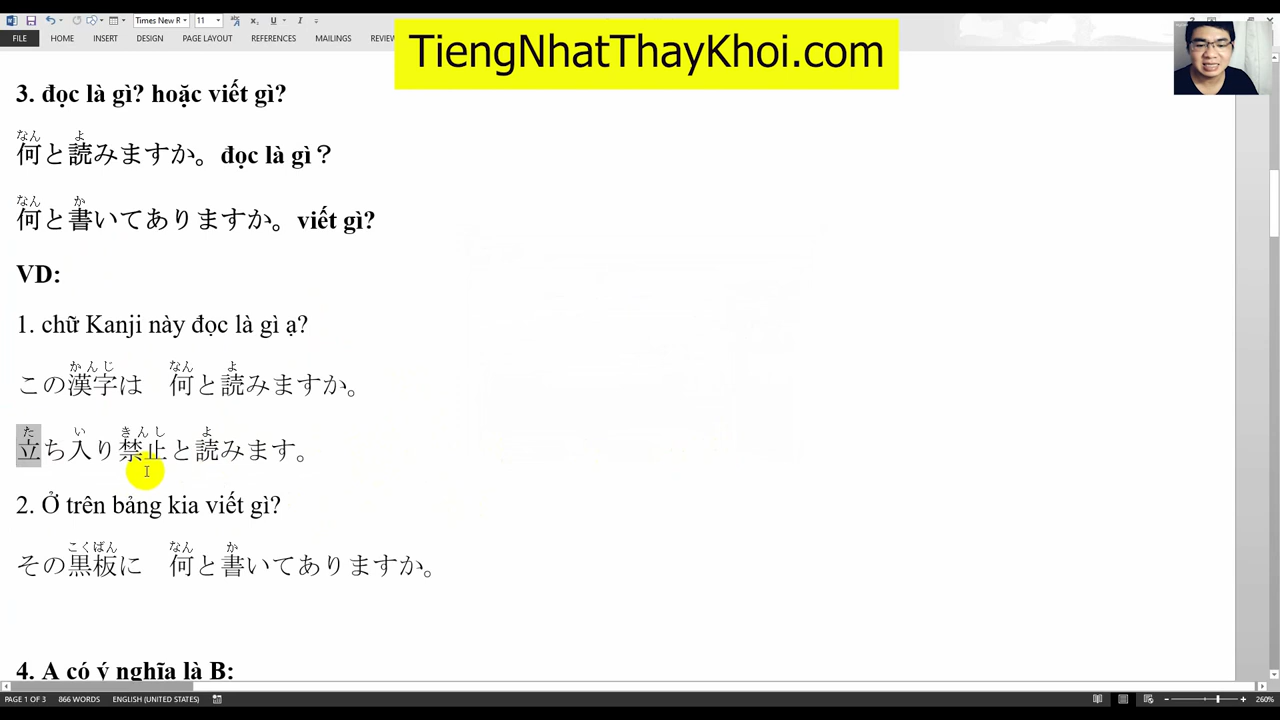 Times New R 11
FILE HOME INSERT DESIGN PAGE LAYOUT REFERENCES MAILINGS REVIEW
TiengNhatThayKhoi.com
3. đọc là gì? hoặc viết gì?
なん よ
何と読みますか。đọc là gì？
なん か
何と書いてありますか。viết gì?
VD:
1. chữ Kanji này đọc là gì ạ?
かんじ なん よ
この漢字は　何と読みますか。
た い きんし よ
立ち入り禁止と読みます。
2. Ở trên bảng kia viết gì?
こくばん なん か
その黒板に　何と書いてありますか。
4. A có ý nghĩa là B:
PAGE 1 OF 3 866 WORDS ENGLISH (UNITED STATES) 260%